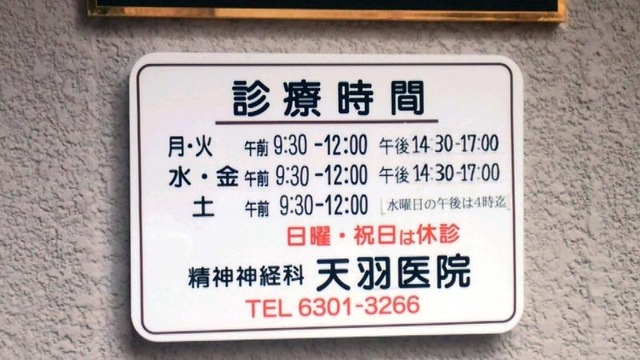 診療時間
月・火 午前 9:30-12:00 午後 14:30-17:00
水・金 午前 9:30-12:00 午後 14:30-17:00
土 午前 9:30-12:00 水曜日の午後は4時迄
日曜・祝日は休診
精神神経科 天羽医院
TEL 6301-3266